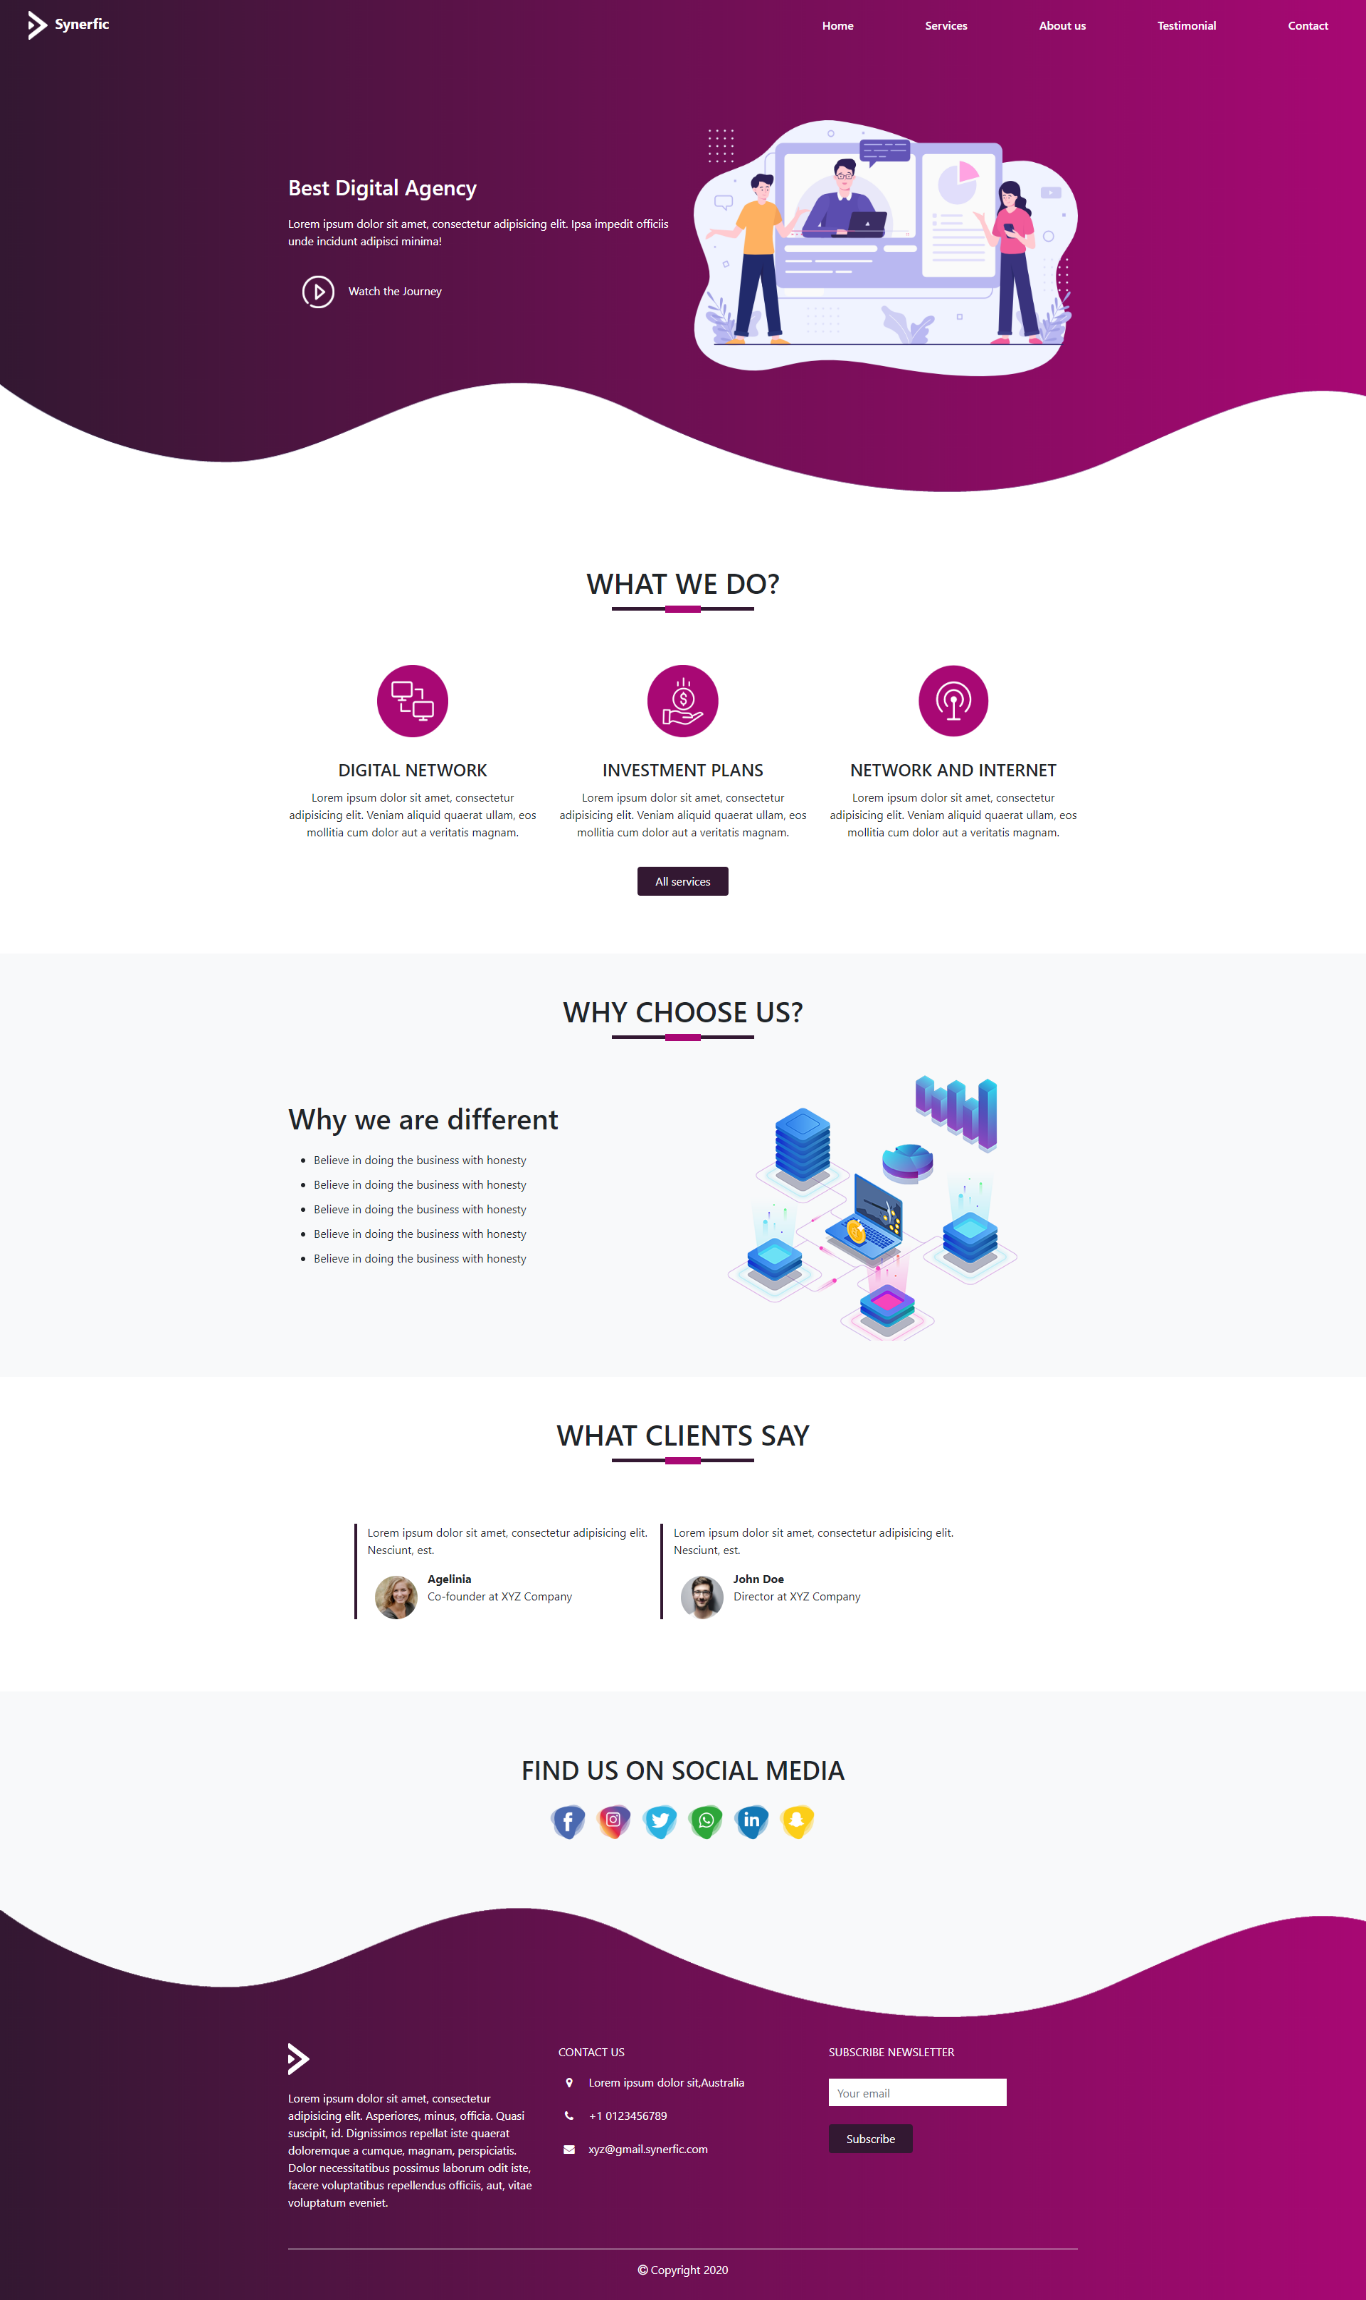 Synerfic
Home
Services
About us
Testimonial
Contact
Best Digital Agency
Lorem ipsum dolor sit amet, consectetur adipisicing elit. Ipsa impedit officiis
unde incidunt adipisci minima!
Watch the Journey
WHAT WE DO?
DIGITAL NETWORK
Lorem ipsum dolor sit amet, consectetur
adipisicing elit. Veniam aliquid quaerat ullam, eos
mollitia cum dolor aut a veritatis magnam.
INVESTMENT PLANS
Lorem ipsum dolor sit amet, consectetur
adipisicing elit. Veniam aliquid quaerat ullam, eos
mollitia cum dolor aut a veritatis magnam.
NETWORK AND INTERNET
Lorem ipsum dolor sit amet, consectetur
adipisicing elit. Veniam aliquid quaerat ullam, eos
mollitia cum dolor aut a veritatis magnam.
All services
WHY CHOOSE US?
Why we are different
• Believe in doing the business with honesty
• Believe in doing the business with honesty
• Believe in doing the business with honesty
• Believe in doing the business with honesty
• Believe in doing the business with honesty
WHAT CLIENTS SAY
Lorem ipsum dolor sit amet, consectetur adipisicing elit.
Nesciunt, est.
Agelinia
Co-founder at XYZ Company
Lorem ipsum dolor sit amet, consectetur adipisicing elit.
Nesciunt, est.
John Doe
Director at XYZ Company
FIND US ON SOCIAL MEDIA
Lorem ipsum dolor sit amet, consectetur
adipisicing elit. Asperiores, minus, officia. Quasi
suscipit, id. Dignissimos repellat iste quaerat
doloremque a cumque, magnam, perspiciatis.
Dolor necessitatibus possimus laborum odit iste,
facere voluptatibus repellendus officiis, aut, vitae
voluptatum eveniet.
CONTACT US
Lorem ipsum dolor sit,Australia
+1 0123456789
xyz@gmail.synerfic.com
SUBSCRIBE NEWSLETTER
Your email
Subscribe
© Copyright 2020